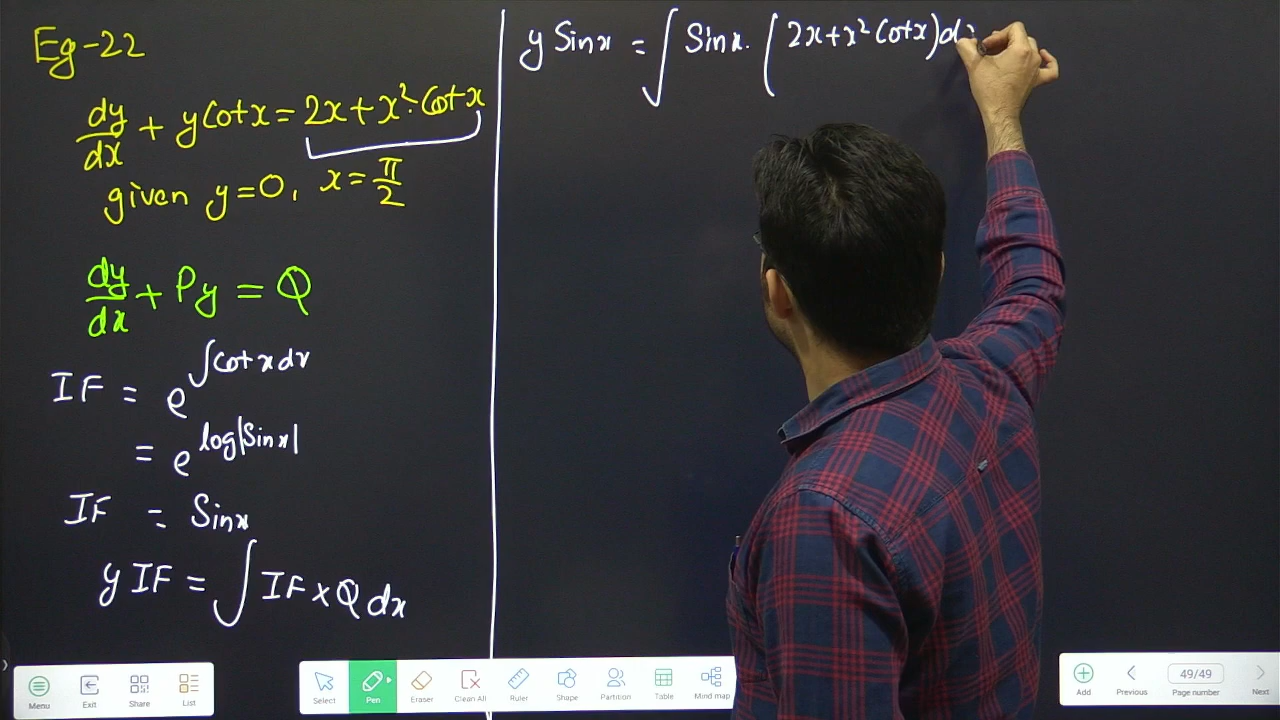 Eg-22
dy/dx + y Cot x = 2x + x²·Cot x
given y = 0, x = π/2
dy/dx + Py = Q
IF = e^∫Cot x dx
= e^log|Sin x|
IF = Sin x
y IF = ∫ IF × Q dx
y Sin x = ∫ Sin x. (2x + x² Cot x) dx
Menu
Exit
Share
List
Select
Pen
Eraser
Clean All
Ruler
Shape
Partition
Table
Mind map
Add
Previous
49/49
Page number
Next